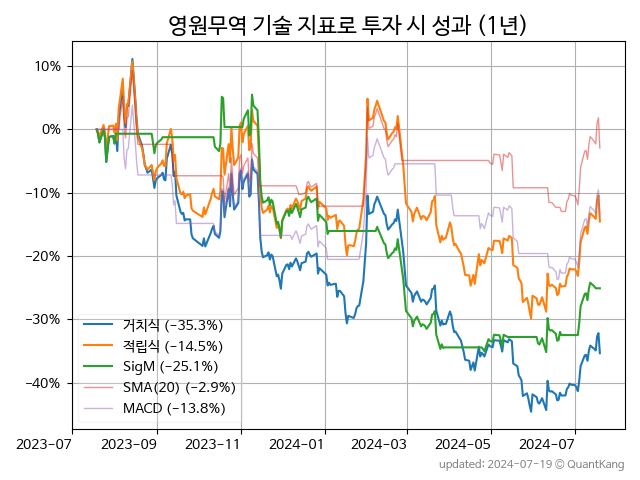 영원무역 기술 지표로 투자 시 성과 (1년)
10%
0%
−10%
−20%
−30%
−40%
거치식 (−35.3%)
적립식 (−14.5%)
SigM (−25.1%)
SMA(20) (−2.9%)
MACD (−13.8%)
2023-07
2023-09
2023-11
2024-01
2024-03
2024-05
2024-07
updated: 2024-07-19 © QuantKang